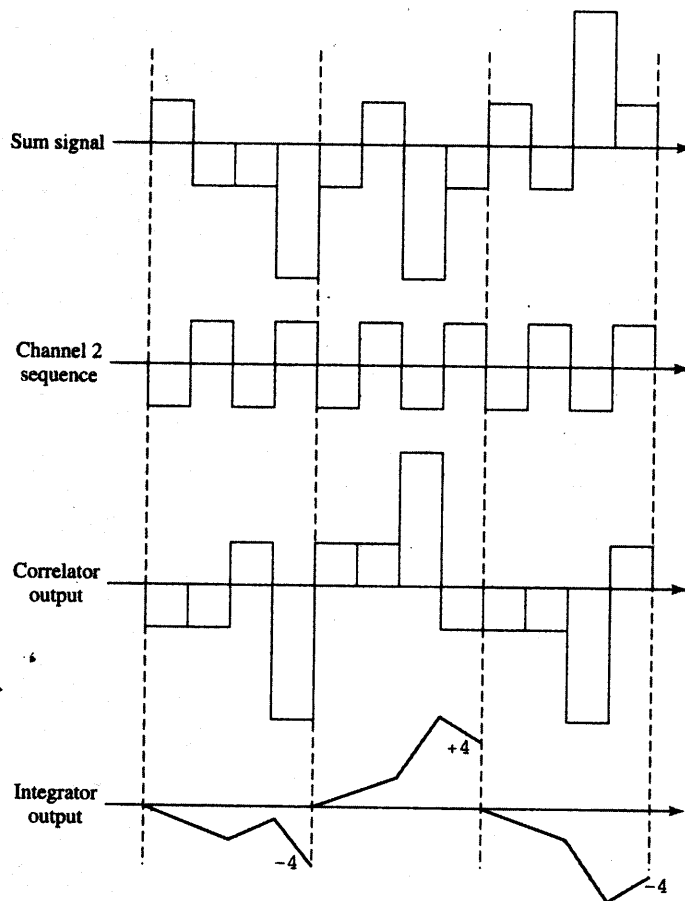 Sum signal
Channel 2
sequence
Correlator
output
+4
Integrator
output
-4
-4